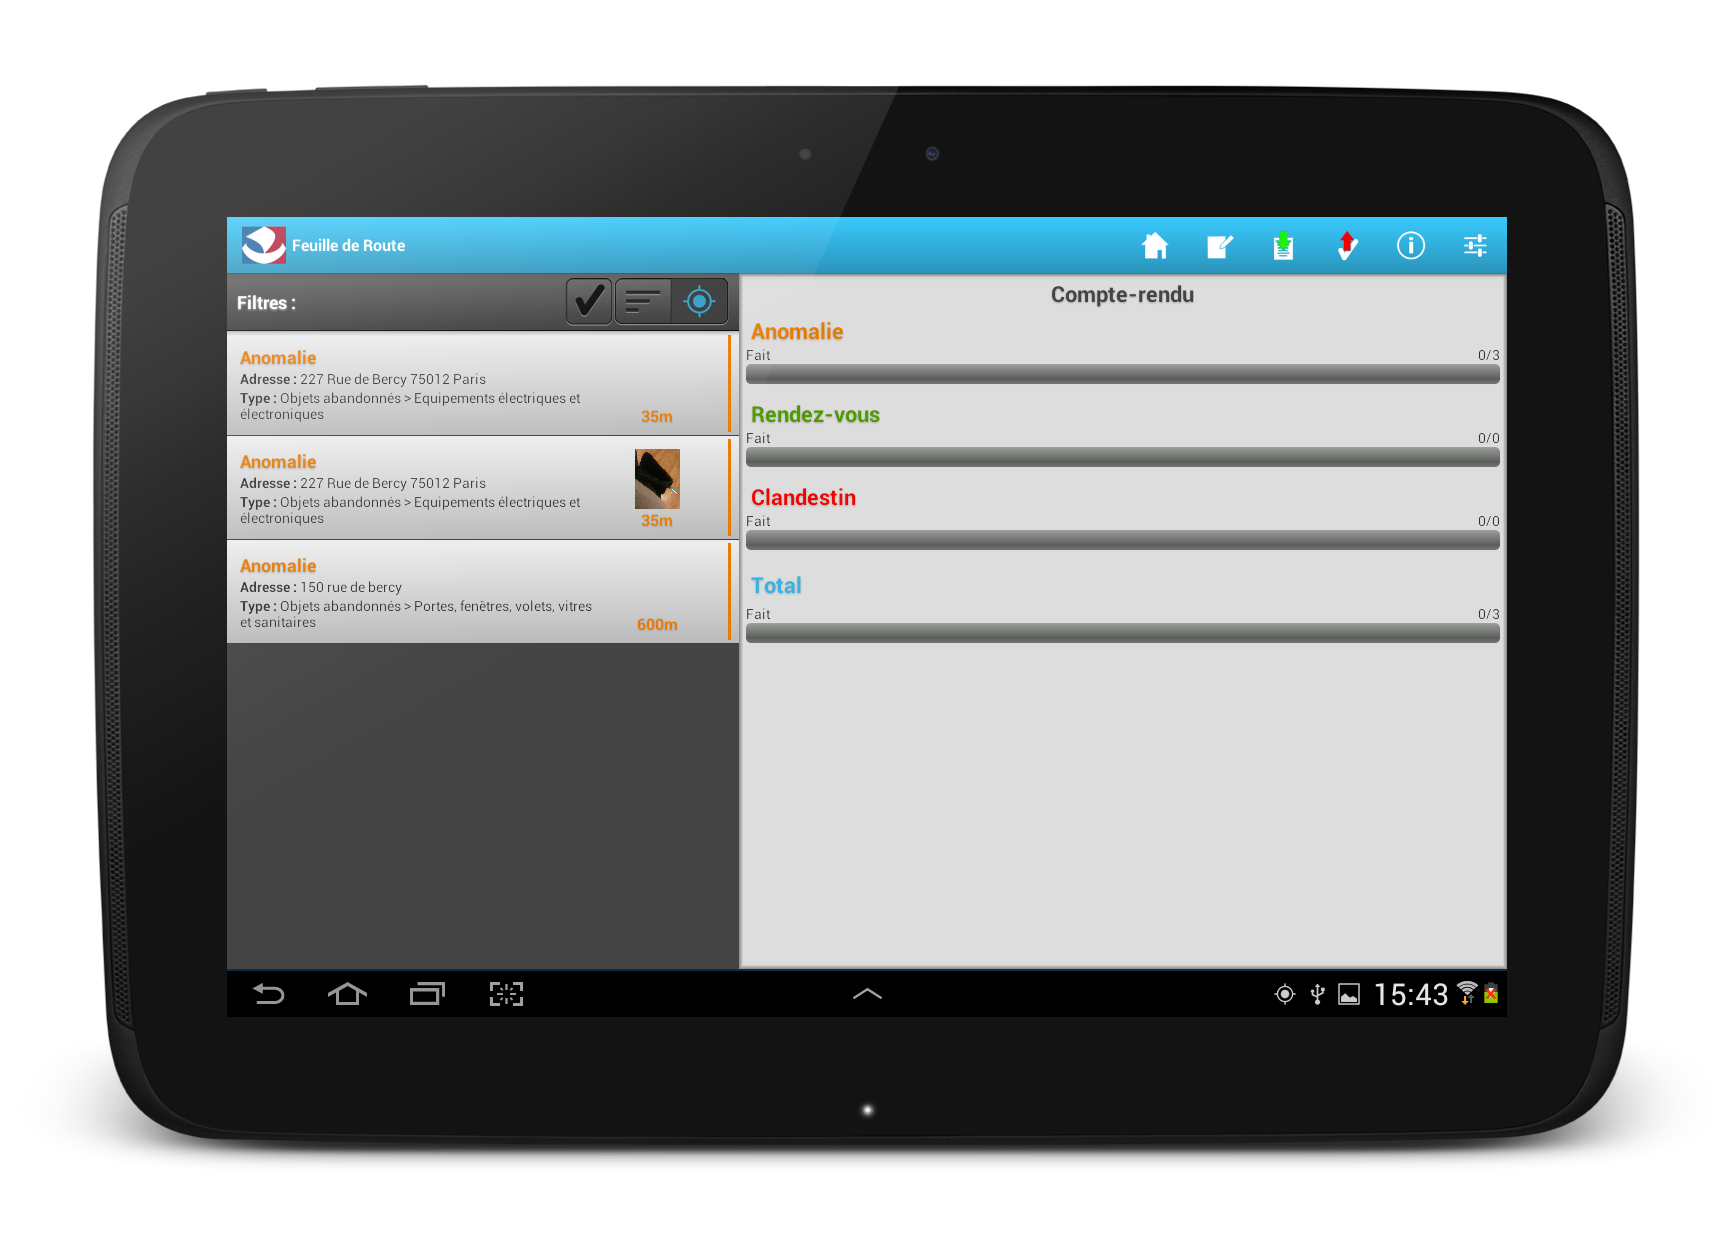 Feuille de Route
Filtres :
Anomalie
Adresse : 227 Rue de Bercy 75012 Paris
Type : Objets abandonnés > Equipements électriques et
électroniques
35m
Anomalie
Adresse : 227 Rue de Bercy 75012 Paris
Type : Objets abandonnés > Equipements électriques et
électroniques
35m
Anomalie
Adresse : 150 rue de bercy
Type : Objets abandonnés > Portes, fenêtres, volets, vitres
et sanitaires
600m
Compte-rendu
Anomalie
Fait 0/3
Rendez-vous
Fait 0/0
Clandestin
Fait 0/0
Total
Fait 0/3
15:43